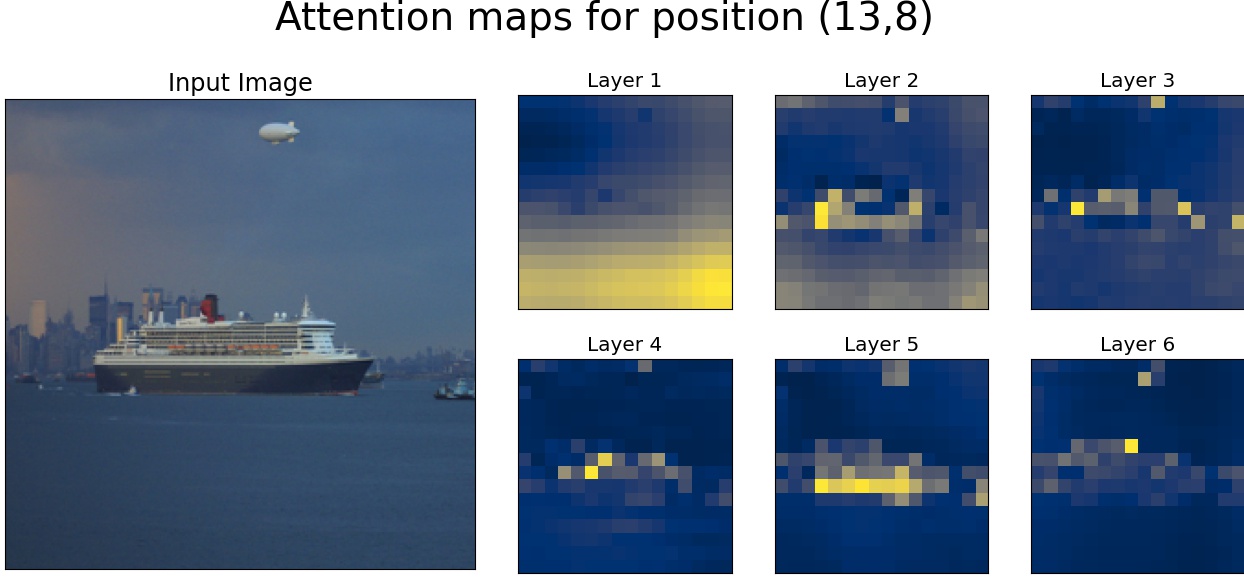 Attention maps for position (13,8)
Input Image
Layer 1
Layer 2
Layer 3
Layer 4
Layer 5
Layer 6